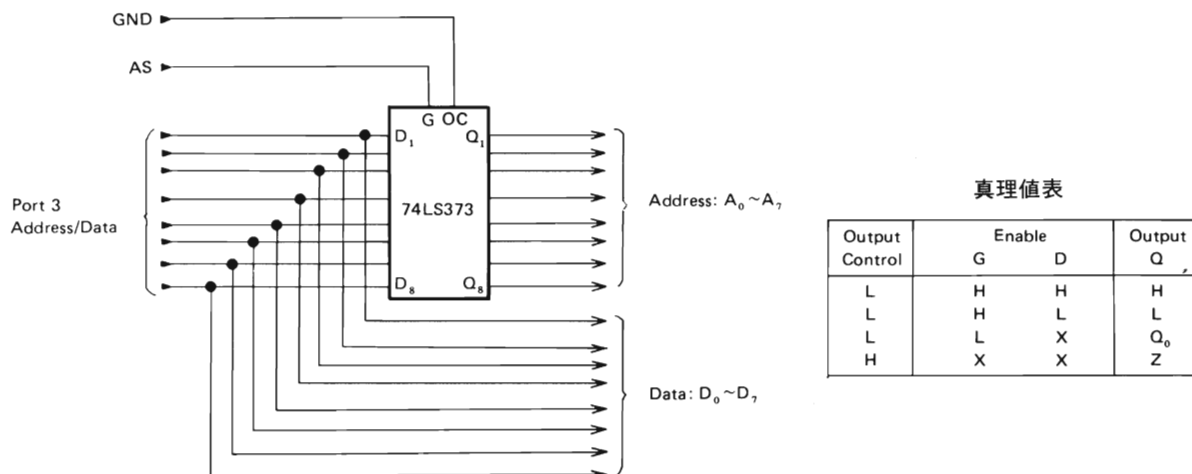 GND
AS
G OC
D₁ Q₁
Port 3
Address/Data
74LS373
Address: A₀~A₇
D₈ Q₈
Data: D₀~D₇
真理値表
Output Control Enable G D Output Q
L H H H
L H L L
L L X Q₀
H X X Z